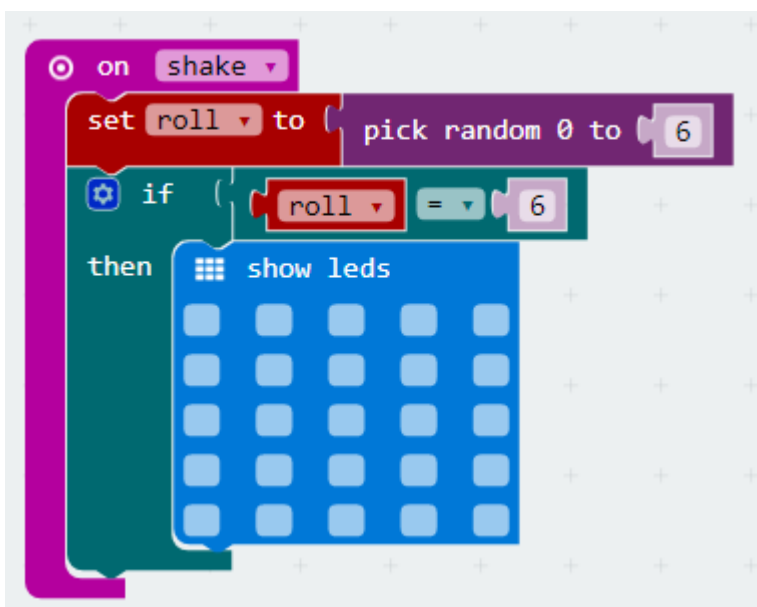 on shake
set roll to pick random 0 to 6
if roll = 6
then show leds